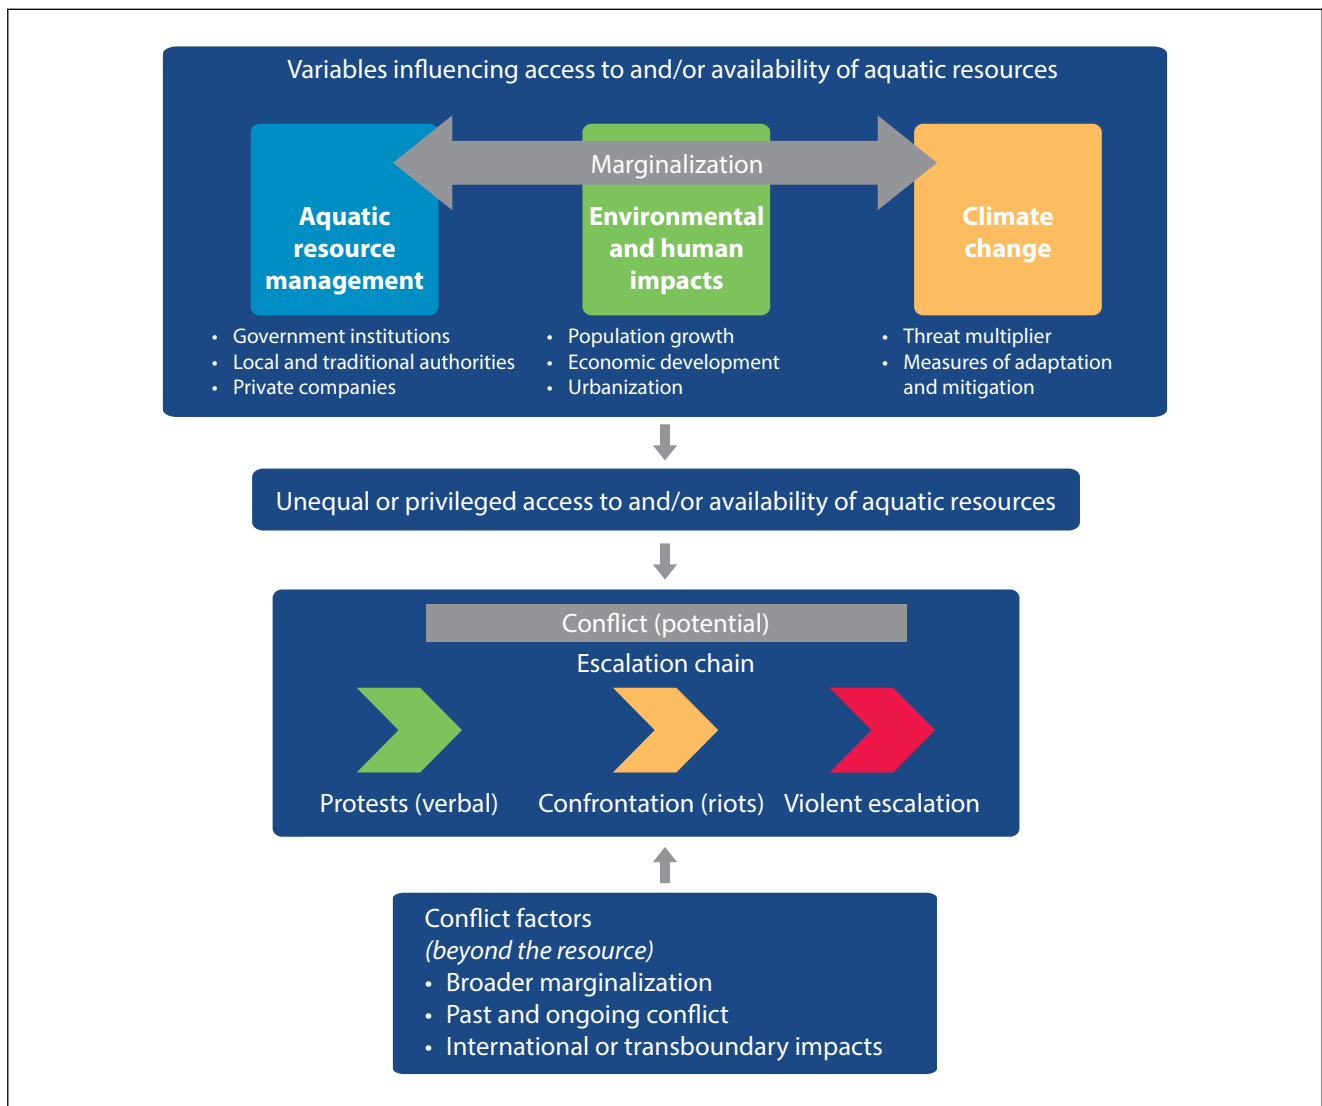 Variables influencing access to and/or availability of aquatic resources
Marginalization
Aquatic
resource
management
Environmental
and human
impacts
Climate
change
• Government institutions
• Local and traditional authorities
• Private companies
• Population growth
• Economic development
• Urbanization
• Threat multiplier
• Measures of adaptation
and mitigation
Unequal or privileged access to and/or availability of aquatic resources
Conflict (potential)
Escalation chain
Protests (verbal)
Confrontation (riots)
Violent escalation
Conflict factors
(beyond the resource)
• Broader marginalization
• Past and ongoing conflict
• International or transboundary impacts